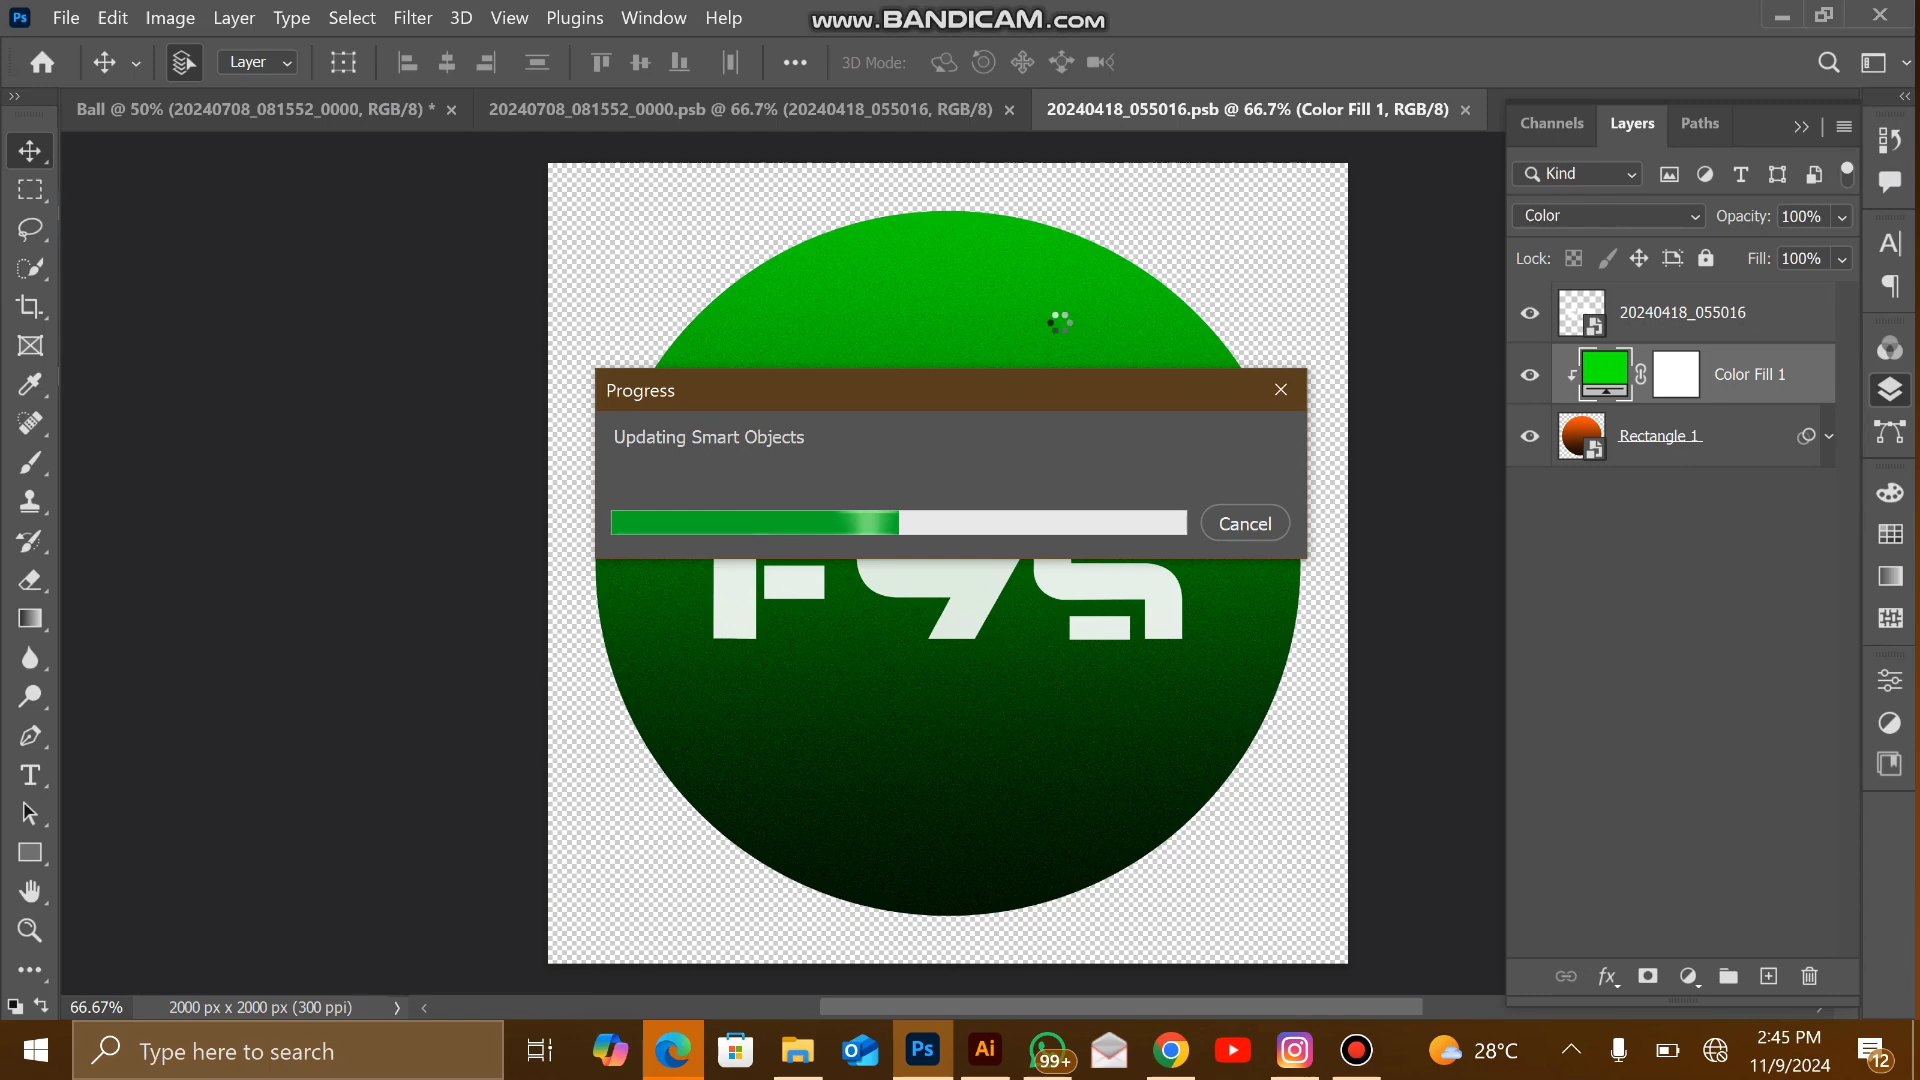 File Edit Image Layer Type Select Filter 3D View Plugins Window Help
www.BANDICAM.com
Layer
3D Mode:
Ball @ 50% (20240708_081552_0000, RGB/8) *
20240708_081552_0000.psb @ 66.7% (20240418_055016, RGB/8)
20240418_055016.psb @ 66.7% (Color Fill 1, RGB/8)
Channels Layers Paths
Kind
Color Opacity: 100%
Lock: Fill: 100%
20240418_055016
Color Fill 1
Rectangle 1
Progress
Updating Smart Objects
Cancel
66.67% 2000 px x 2000 px (300 ppi)
Type here to search
Ps
Ai
99+
28°C
2:45 PM
11/9/2024
12